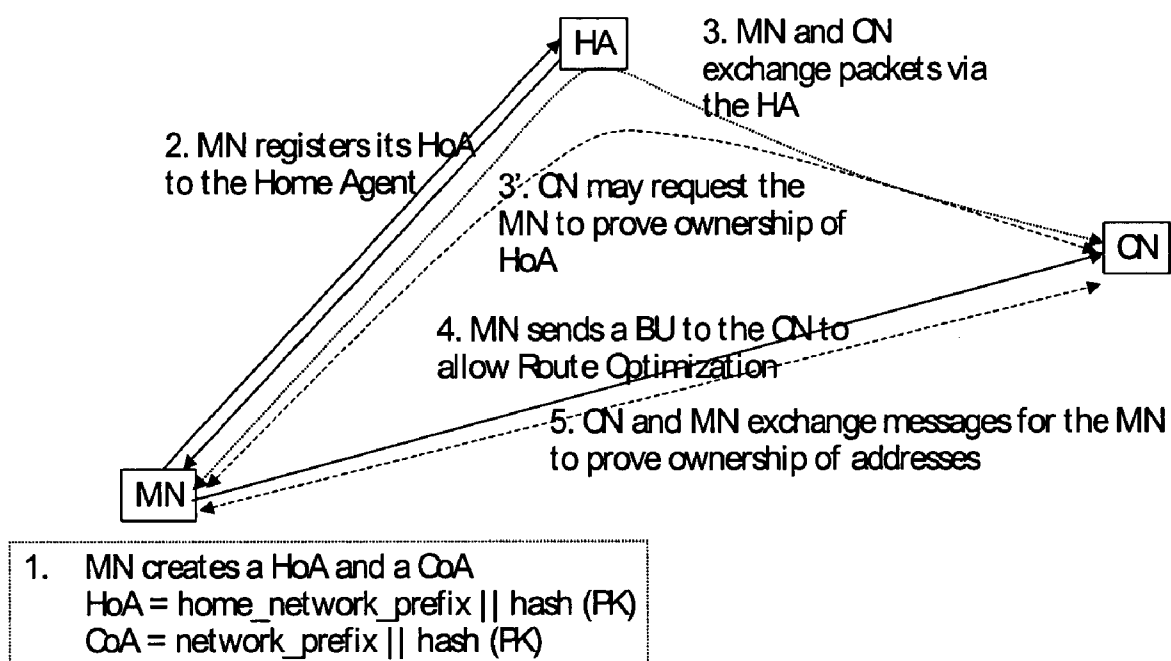 HA
3. MN and CN
exchange packets via
the HA
2. MN registers its HoA
to the Home Agent
3'. CN may request the
MN to prove ownership of
HoA
CN
4. MN sends a BU to the CN to
allow Route Optimization
5. CN and MN exchange messages for the MN
to prove ownership of addresses
MN
1. MN creates a HoA and a CoA
HoA = home_network_prefix || hash (PK)
CoA = network_prefix || hash (PK)